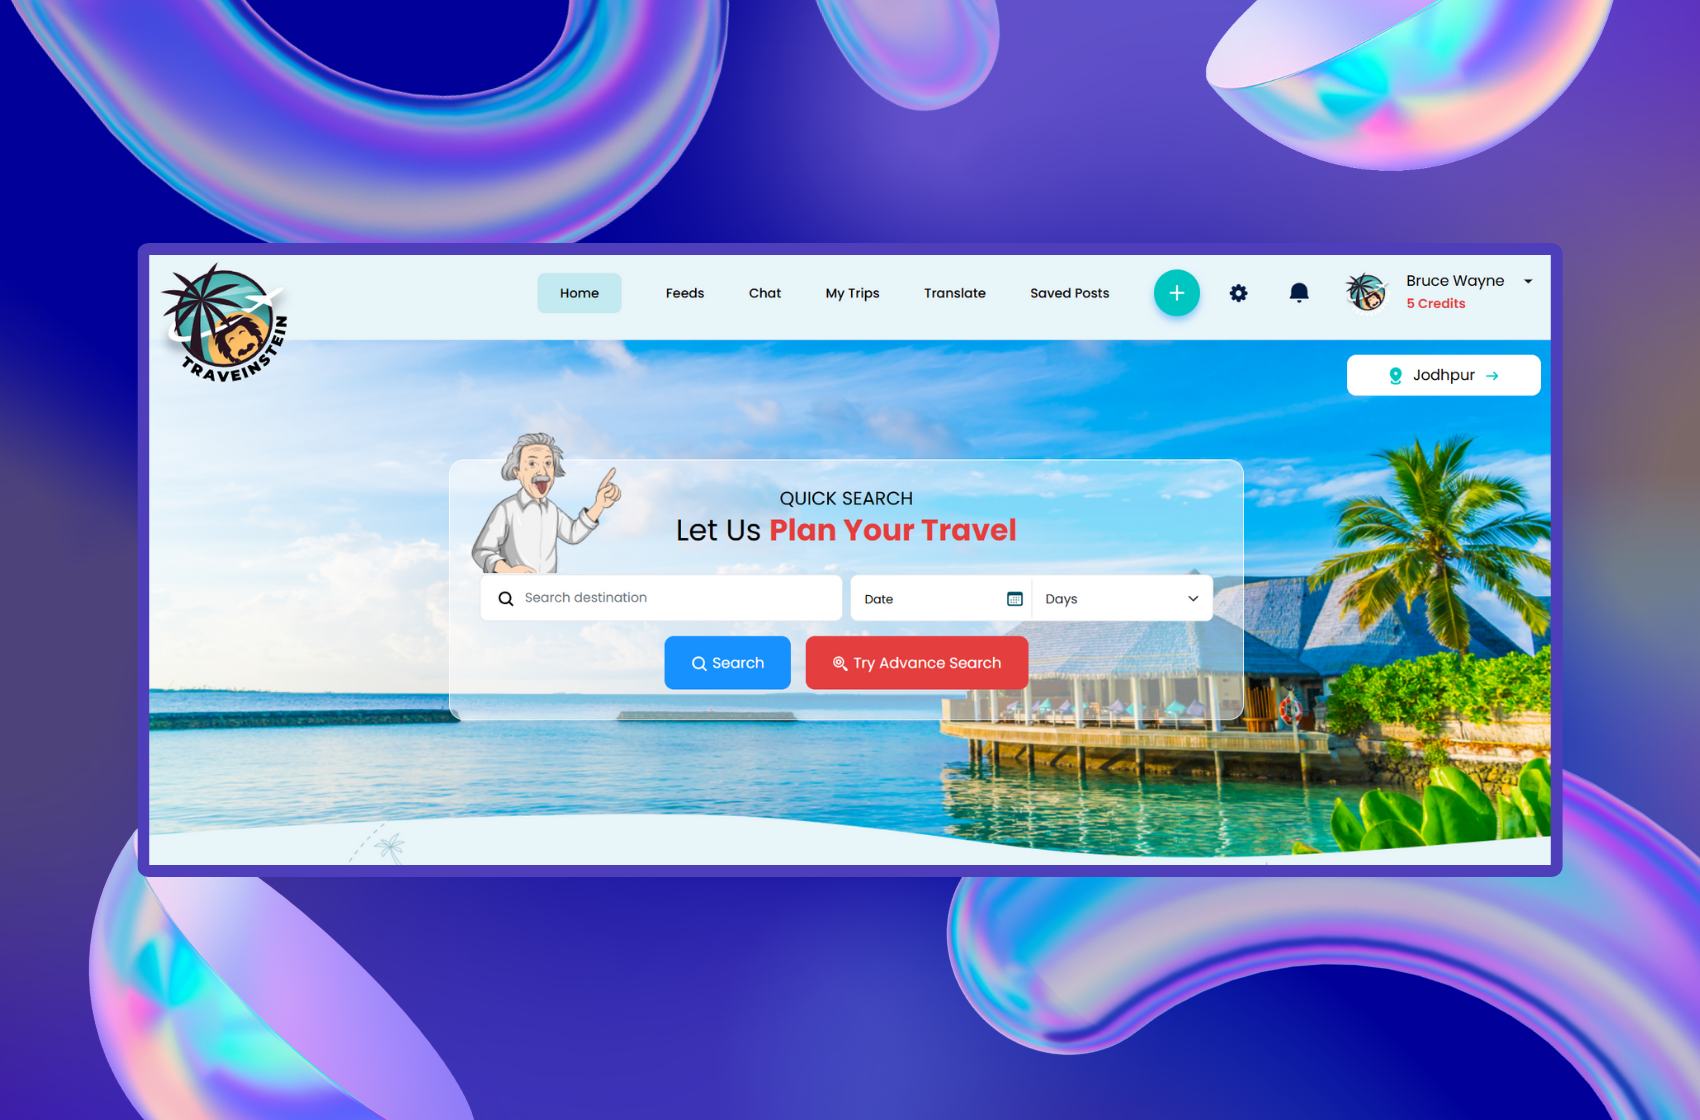 TRAVEINSTEIN
Home
Feeds
Chat
My Trips
Translate
Saved Posts
Bruce Wayne
5 Credits
Jodhpur
QUICK SEARCH
Let Us Plan Your Travel
Search destination
Date
Days
Search
Try Advance Search